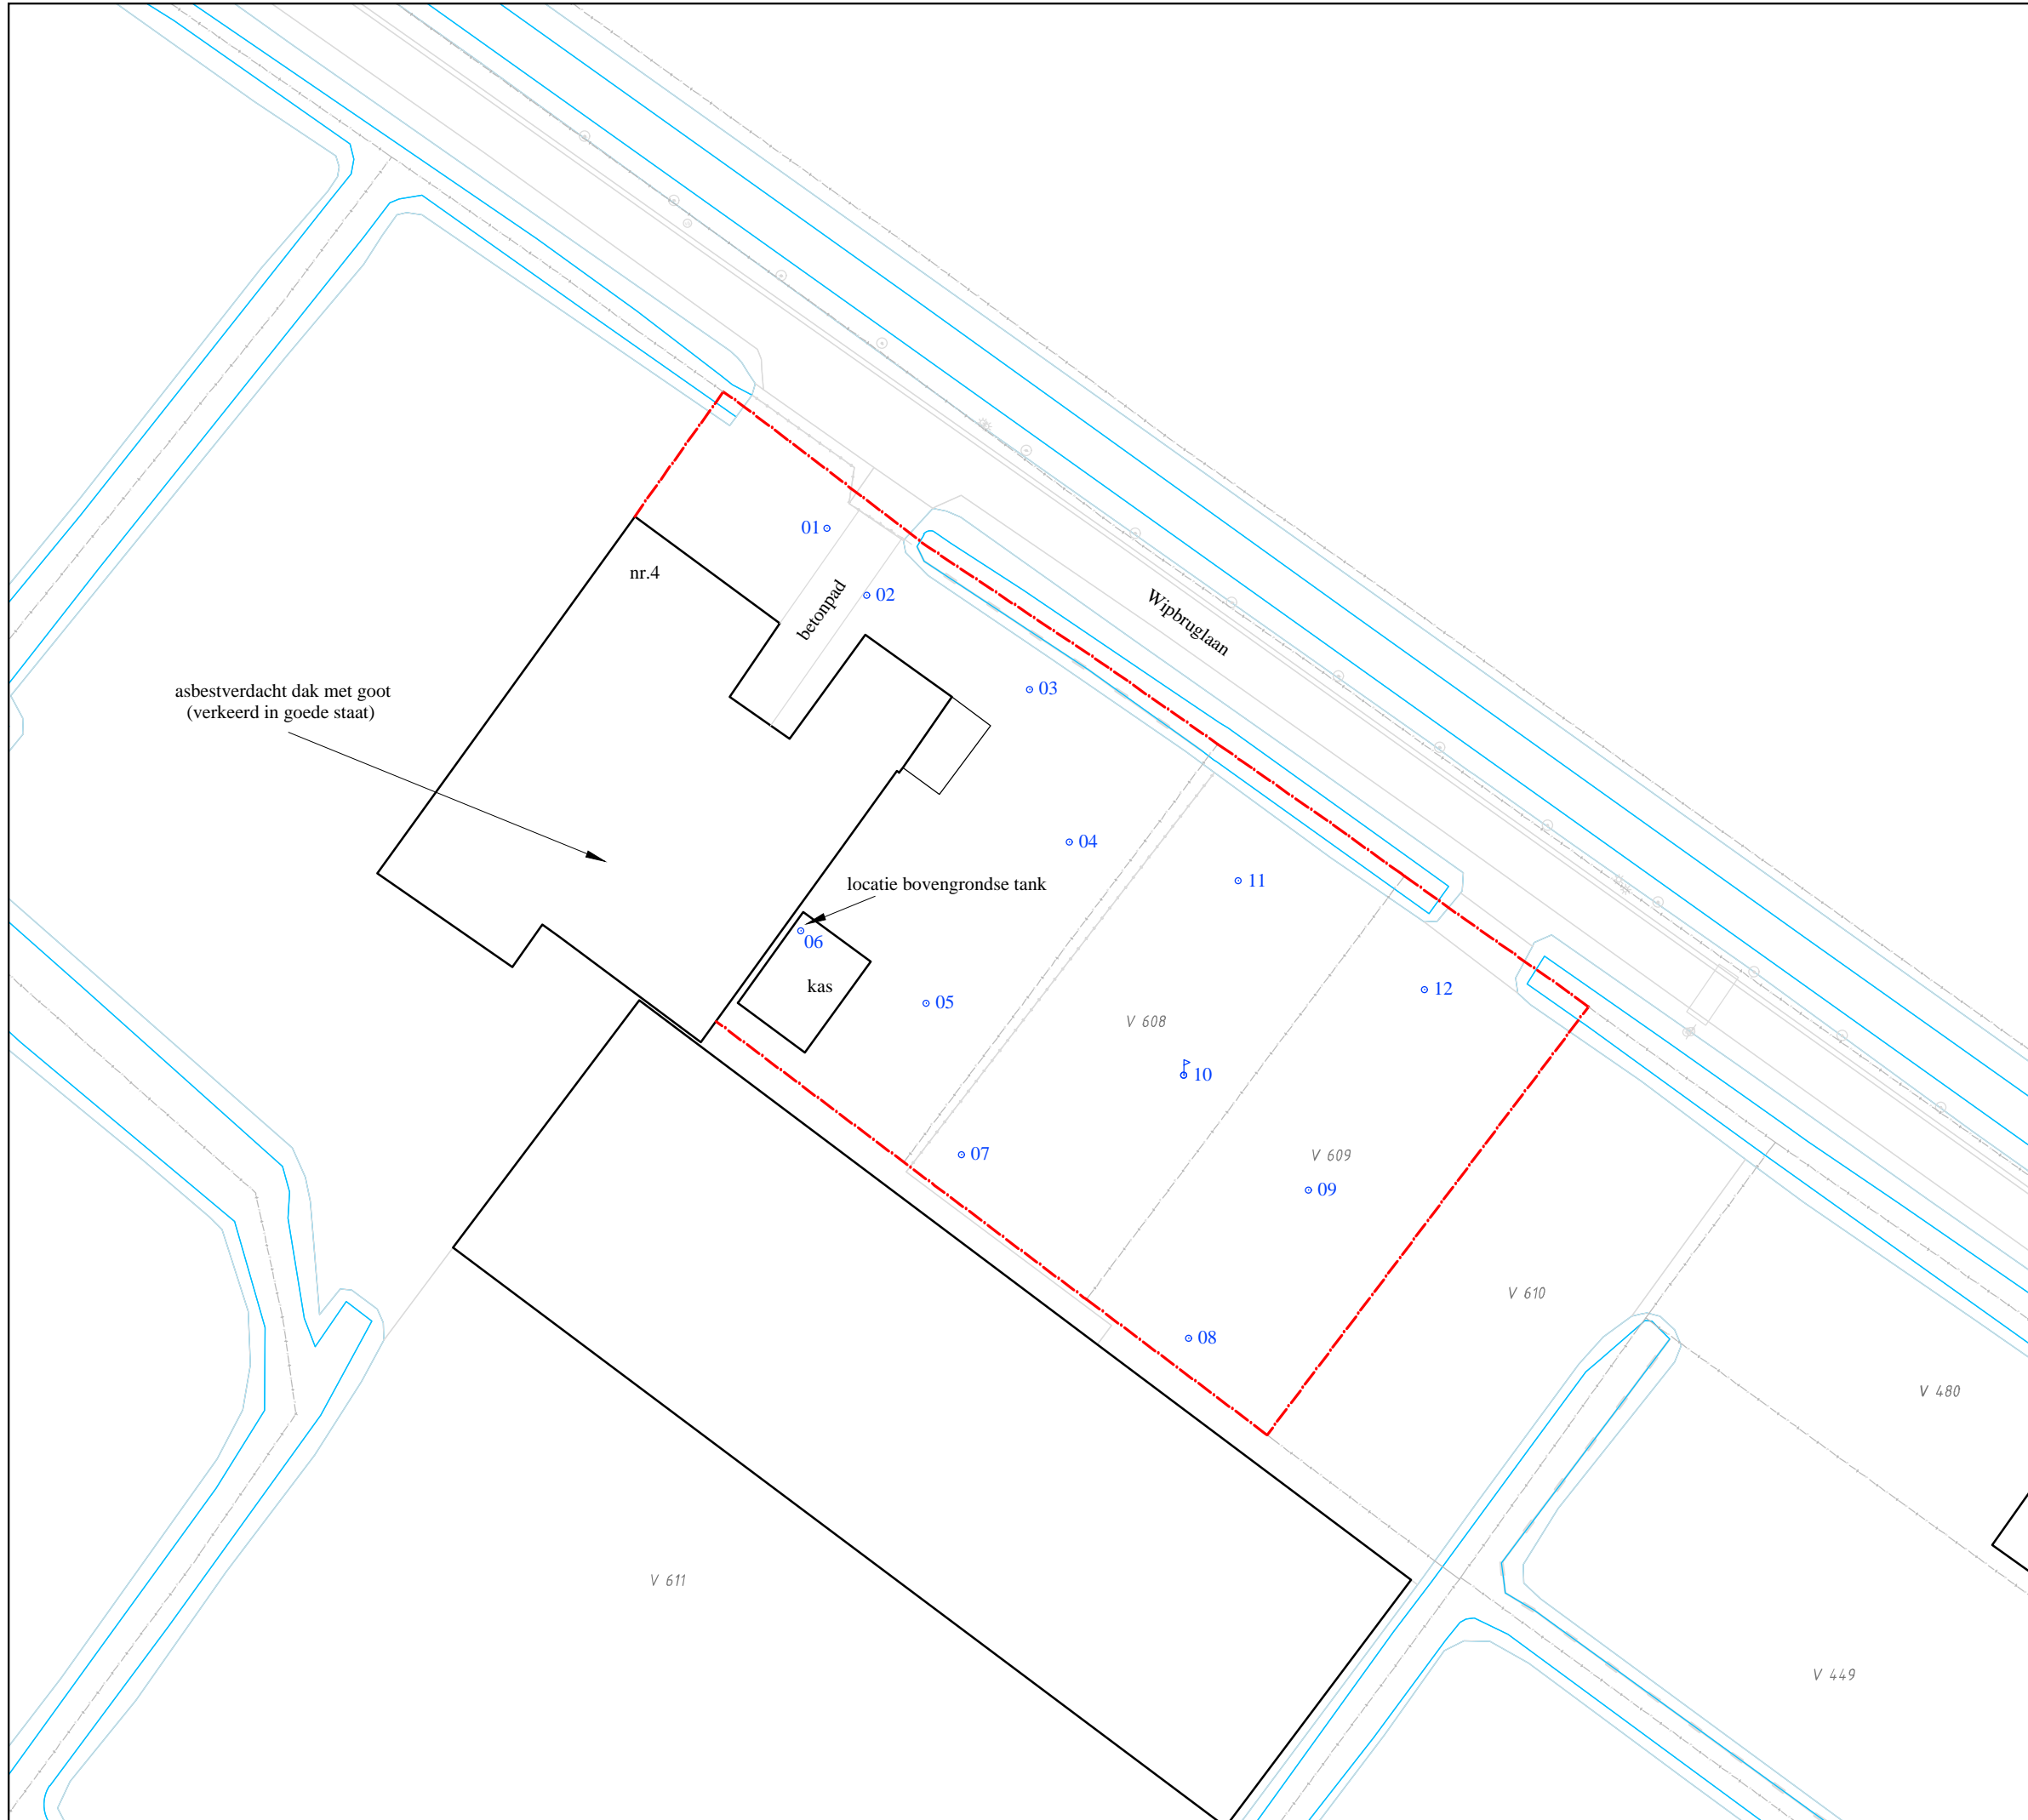 01
nr.4
betonpad
02
Wipbruglaan
03
asbestverdacht dak met goot
(verkeerd in goede staat)
04
11
locatie bovengrondse tank
06
kas
05
12
V 608
10
07
V 609
09
V 610
08
V 480
V 611
V 449